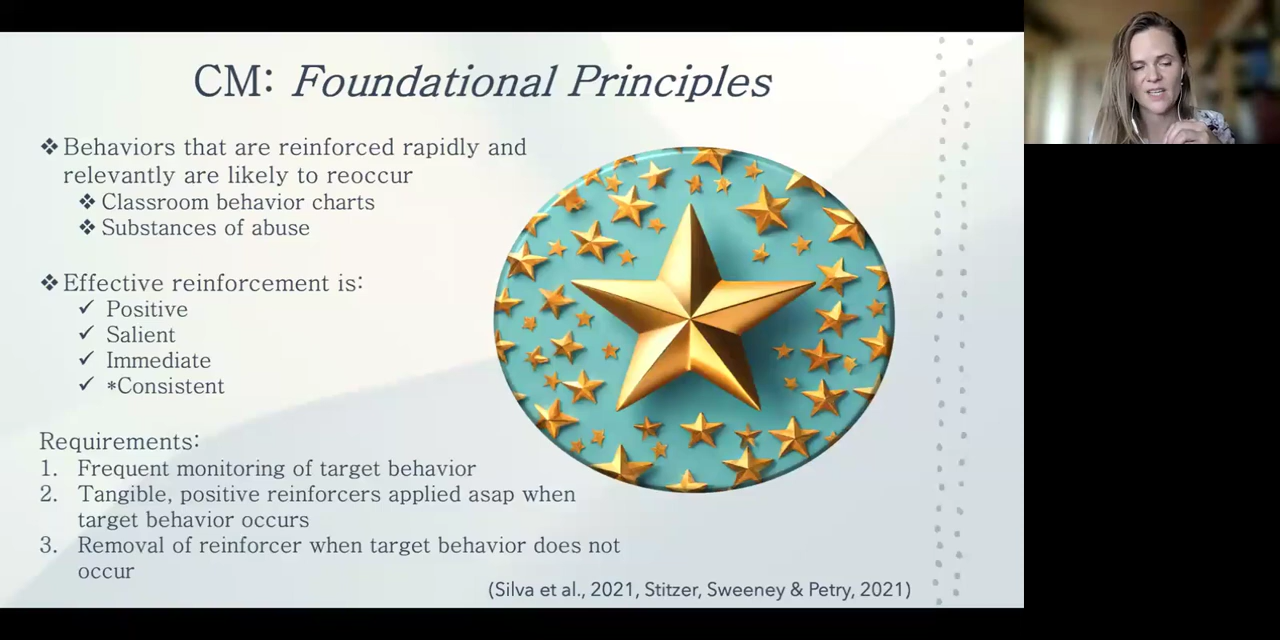 CM: Foundational Principles
❖ Behaviors that are reinforced rapidly and
relevantly are likely to reoccur
❖ Classroom behavior charts
❖ Substances of abuse
❖ Effective reinforcement is:
✓ Positive
✓ Salient
✓ Immediate
✓ *Consistent
Requirements:
1. Frequent monitoring of target behavior
2. Tangible, positive reinforcers applied asap when
target behavior occurs
3. Removal of reinforcer when target behavior does not
occur
(Silva et al., 2021, Stitzer, Sweeney & Petry, 2021)